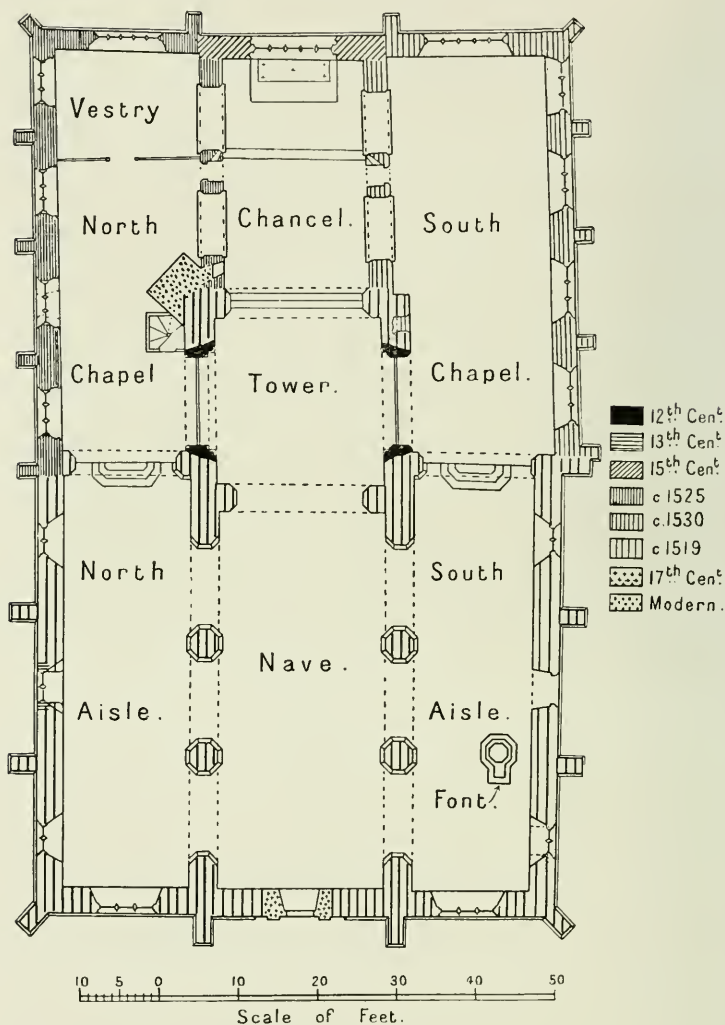 Vestry
North Chancel. South
Chapel Tower. Chapel.
12th Cent.
13th Cent
15th Cent
c 1525
c.1530
c 1519
17th Cent.
Modern.
North South
Nave.
Aisle. Aisle.
Font.
10 5 0 10 20 30 40 50
Scale of Feet.